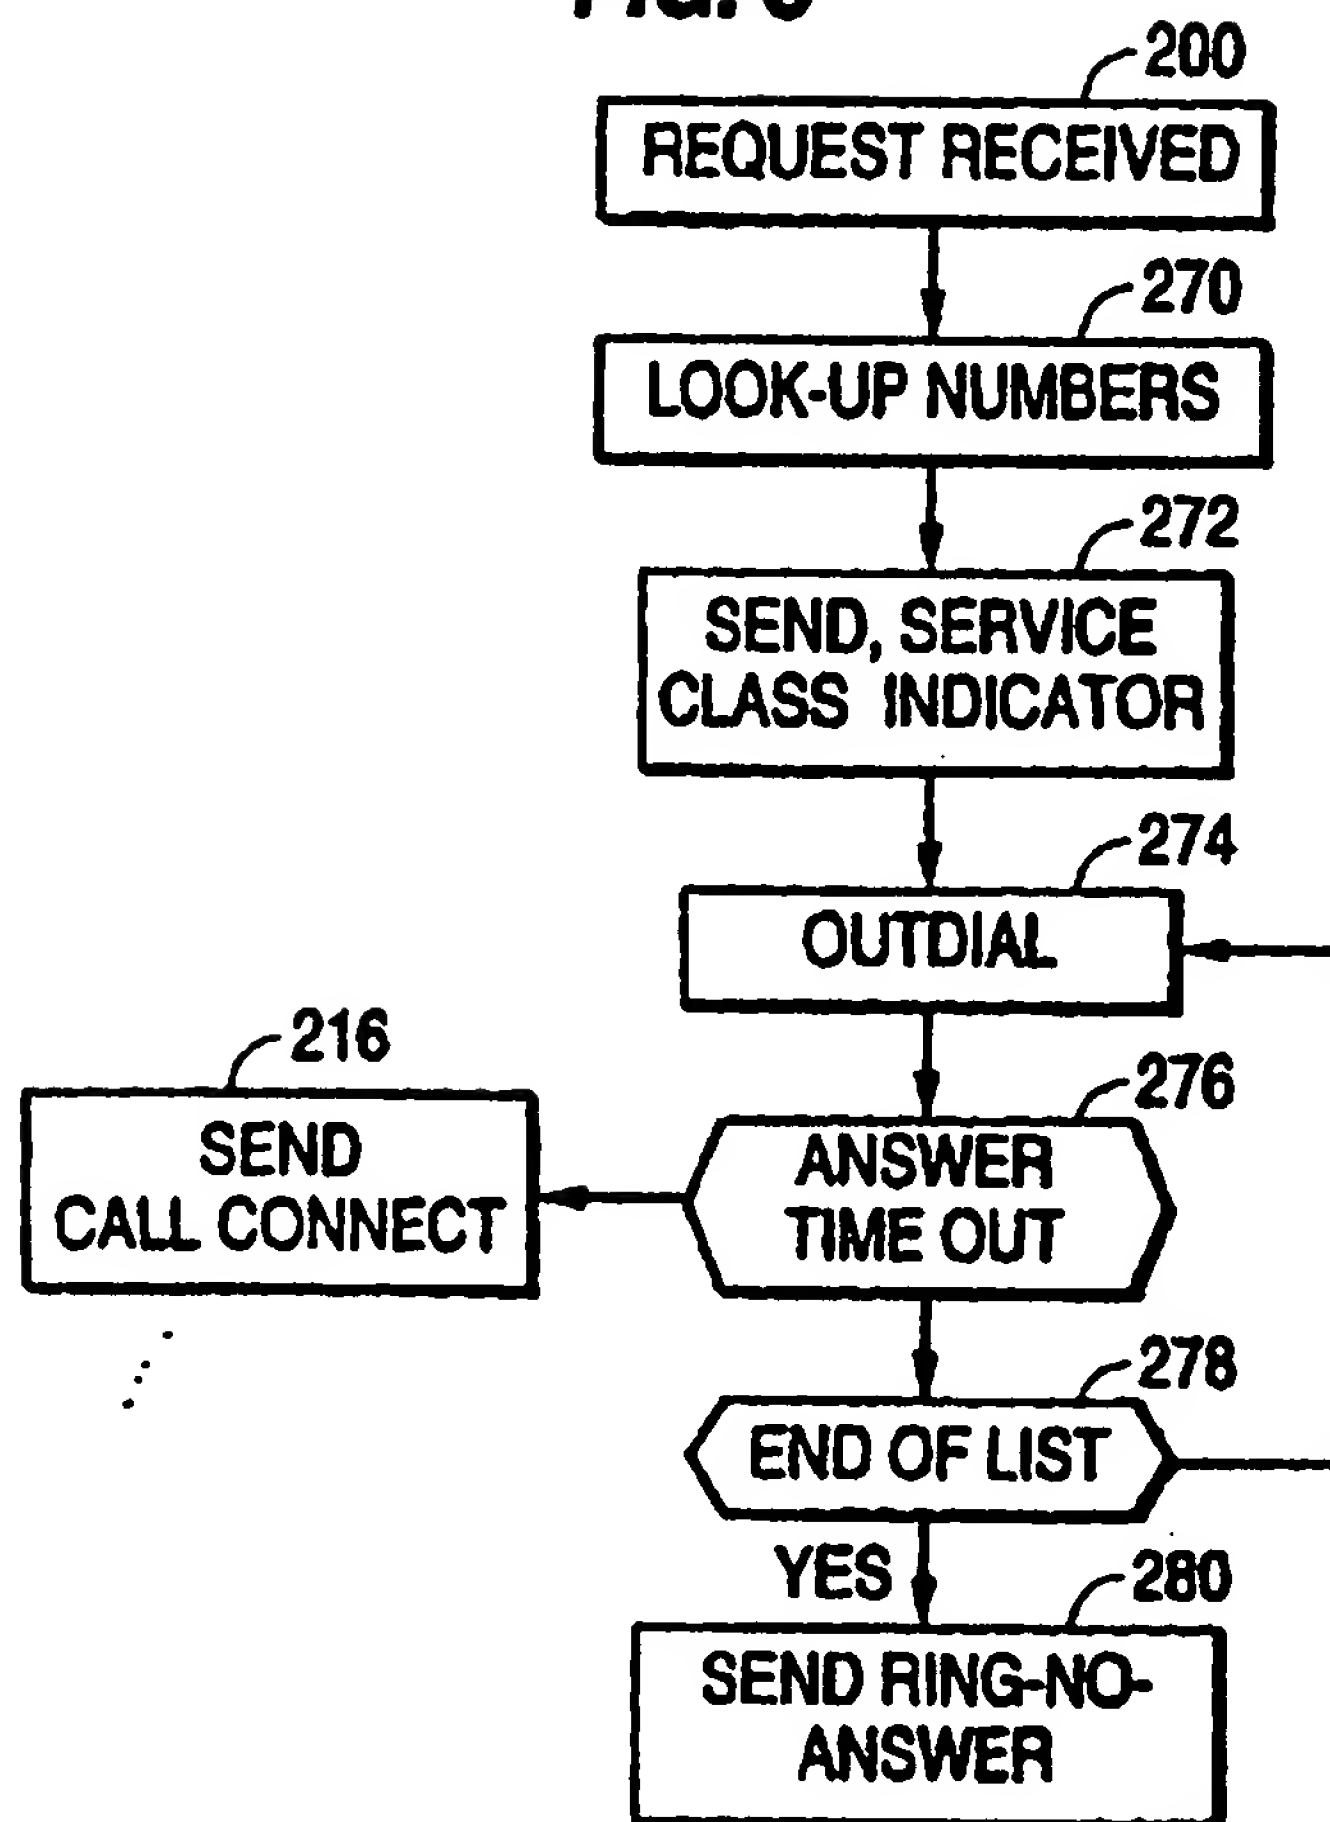 200
REQUEST RECEIVED
270
LOOK-UP NUMBERS
272
SEND, SERVICE
CLASS INDICATOR
274
OUTDIAL
216
SEND
CALL CONNECT
276
ANSWER
TIME OUT
278
END OF LIST
YES
280
SEND RING-NO-
ANSWER